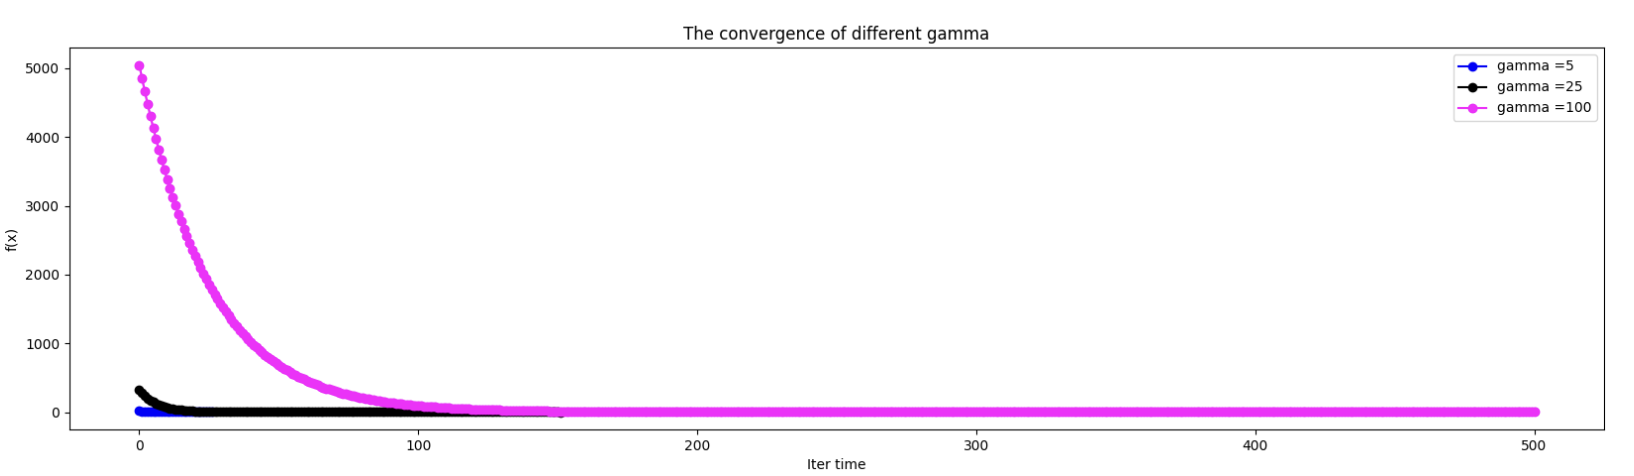 The convergence of different gamma
gamma =5
gamma =25
gamma =100
f(x)
5000
4000
3000
2000
1000
0
0
100
200
300
400
500
Iter time